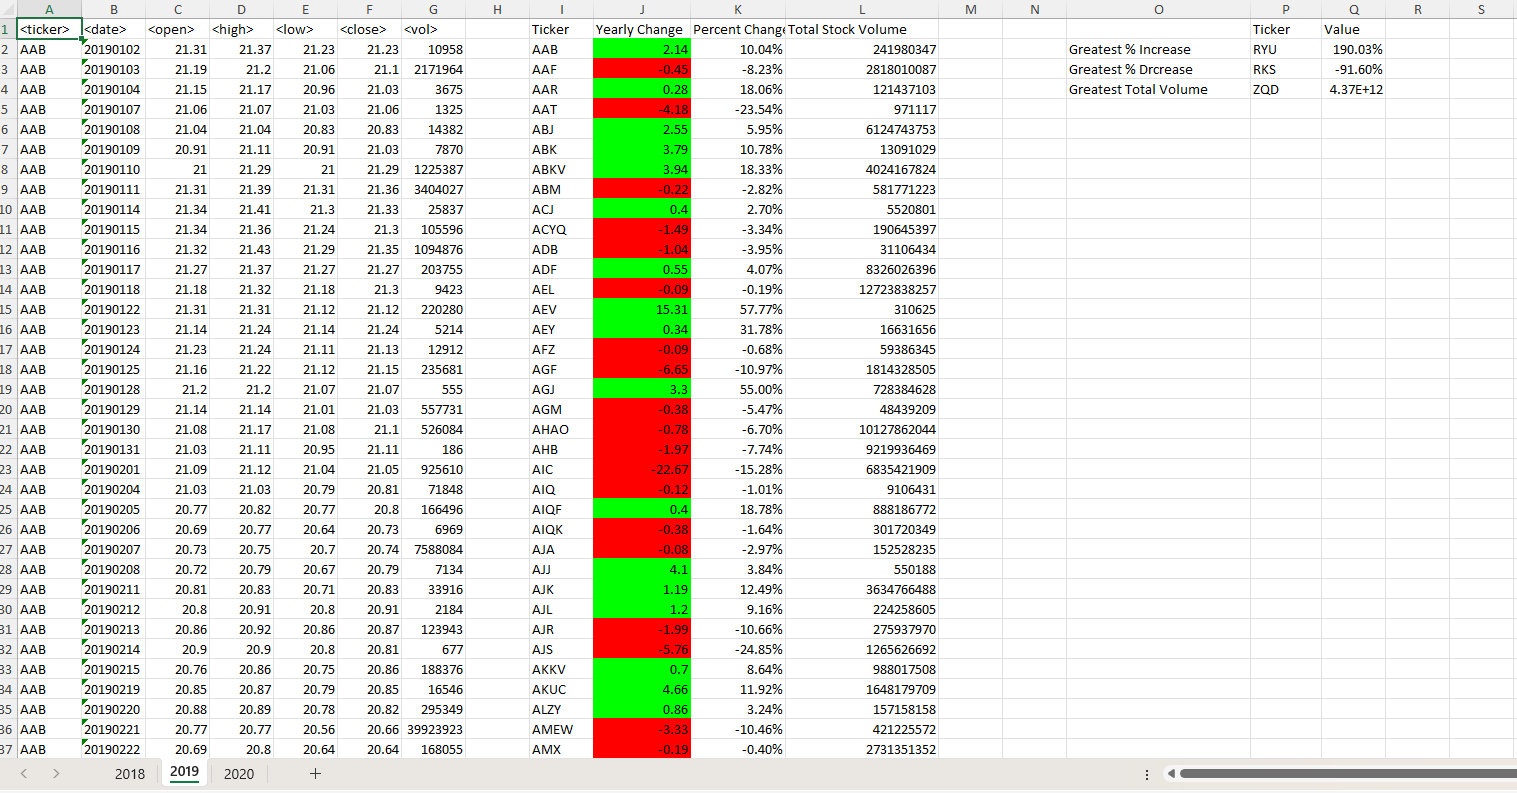 A B C D E F G H I J K L M N O P Q R S
1 <ticker> <date> <open> <high> <low> <close> <vol> Ticker Yearly Change Percent Change Total Stock Volume Ticker Value
2 AAB 20190102 21.31 21.37 21.23 21.23 10958 AAB 2.14 10.04% 241980347 Greatest % Increase RYU 190.03%
3 AAB 20190103 21.19 21.2 21.06 21.1 2171964 AAF -0.45 -8.23% 2818010087 Greatest % Drcrease RKS -91.60%
4 AAB 20190104 21.15 21.17 20.96 21.03 3675 AAR 0.28 18.06% 121437103 Greatest Total Volume ZQD 4.37E+12
5 AAB 20190107 21.06 21.07 21.03 21.06 1325 AAT -4.18 -23.54% 971117
6 AAB 20190108 21.04 21.04 20.83 20.83 14382 ABJ 2.55 5.95% 6124743753
7 AAB 20190109 20.91 21.11 20.91 21.03 7870 ABK 3.79 10.78% 13091029
8 AAB 20190110 21 21.29 21 21.29 1225387 ABKV 3.94 18.33% 4024167824
9 AAB 20190111 21.31 21.39 21.31 21.36 3404027 ABM -0.22 -2.82% 581771223
10 AAB 20190114 21.34 21.41 21.3 21.33 25837 ACJ 0.4 2.70% 5520801
11 AAB 20190115 21.34 21.36 21.24 21.3 105596 ACYQ -1.49 -3.34% 190645397
12 AAB 20190116 21.32 21.43 21.29 21.35 1094876 ADB -1.04 -3.95% 31106434
13 AAB 20190117 21.27 21.37 21.27 21.27 203755 ADF 0.55 4.07% 8326026396
14 AAB 20190118 21.18 21.32 21.18 21.3 9423 AEL -0.09 -0.19% 12723838257
15 AAB 20190122 21.31 21.31 21.12 21.12 220280 AEV 15.31 57.77% 310625
16 AAB 20190123 21.14 21.24 21.14 21.24 5214 AEY 0.34 31.78% 16631656
17 AAB 20190124 21.23 21.24 21.11 21.13 12912 AFZ -0.09 -0.68% 59386345
18 AAB 20190125 21.16 21.22 21.12 21.15 235681 AGF -6.65 -10.97% 1814328505
19 AAB 20190128 21.2 21.2 21.07 21.07 555 AGJ 3.3 55.00% 728384628
20 AAB 20190129 21.14 21.14 21.01 21.03 557731 AGM -0.38 -5.47% 48439209
21 AAB 20190130 21.08 21.17 21.08 21.1 526084 AHAO -0.78 -6.70% 10127862044
22 AAB 20190131 21.03 21.11 20.95 21.11 186 AHB -1.97 -7.74% 9219936469
23 AAB 20190201 21.09 21.12 21.04 21.05 925610 AIC -22.67 -15.28% 6835421909
24 AAB 20190204 21.03 21.03 20.79 20.81 71848 AIQ -0.12 -1.01% 9106431
25 AAB 20190205 20.77 20.82 20.77 20.8 166496 AIQF 0.4 18.78% 888186772
26 AAB 20190206 20.69 20.77 20.64 20.73 6969 AIQK -0.38 -1.64% 301720349
27 AAB 20190207 20.73 20.75 20.7 20.74 7588084 AJA -0.08 -2.97% 152528235
28 AAB 20190208 20.72 20.79 20.67 20.79 7134 AJJ 4.1 3.84% 550188
29 AAB 20190211 20.81 20.83 20.71 20.83 33916 AJK 1.19 12.49% 3634766488
30 AAB 20190212 20.8 20.91 20.8 20.91 2184 AJL 1.2 9.16% 224258605
31 AAB 20190213 20.86 20.92 20.86 20.87 123943 AJR -1.99 -10.66% 275937970
32 AAB 20190214 20.9 20.9 20.8 20.81 677 AJS -5.76 -24.85% 1265626692
33 AAB 20190215 20.76 20.86 20.75 20.86 188376 AKKV 0.7 8.64% 988017508
34 AAB 20190219 20.85 20.87 20.79 20.85 16546 AKUC 4.66 11.92% 1648179709
35 AAB 20190220 20.88 20.89 20.78 20.82 295349 ALZY 0.86 3.24% 157158158
36 AAB 20190221 20.77 20.77 20.56 20.66 39923923 AMEW -3.33 -10.46% 421225572
37 AAB 20190222 20.69 20.8 20.64 20.64 168055 AMX -0.19 -0.40% 2731351352
2018 2019 2020